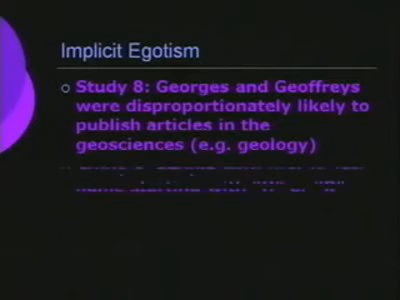 Implicit Egotism
Study 8: Georges and Geoffreys
were disproportionately likely to
publish articles in the
geosciences (e.g. geology)